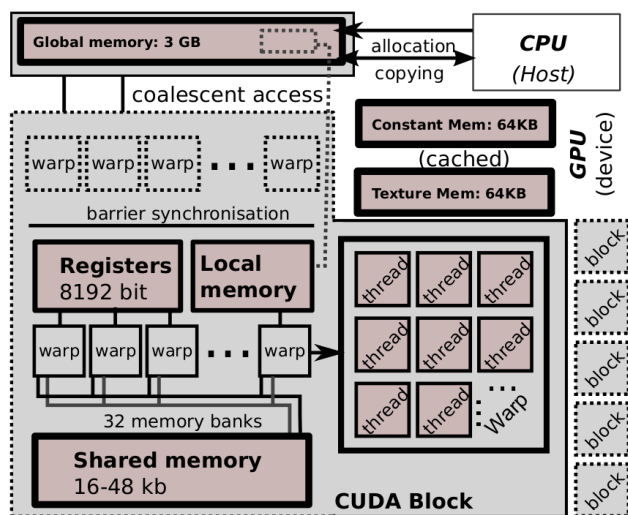 Global memory: 3 GB
allocation
copying
CPU
(Host)
coalescent access
Constant Mem: 64KB
(cached)
Texture Mem: 64KB
GPU
(device)
warp
warp
warp
...
warp
barrier synchronisation
Registers
8192 bit
Local
memory
warp
warp
warp
...
warp
32 memory banks
Shared memory
16-48 kb
thread
thread
thread
thread
thread
thread
thread
thread
...
Warp
CUDA Block
block
block
block
block
block